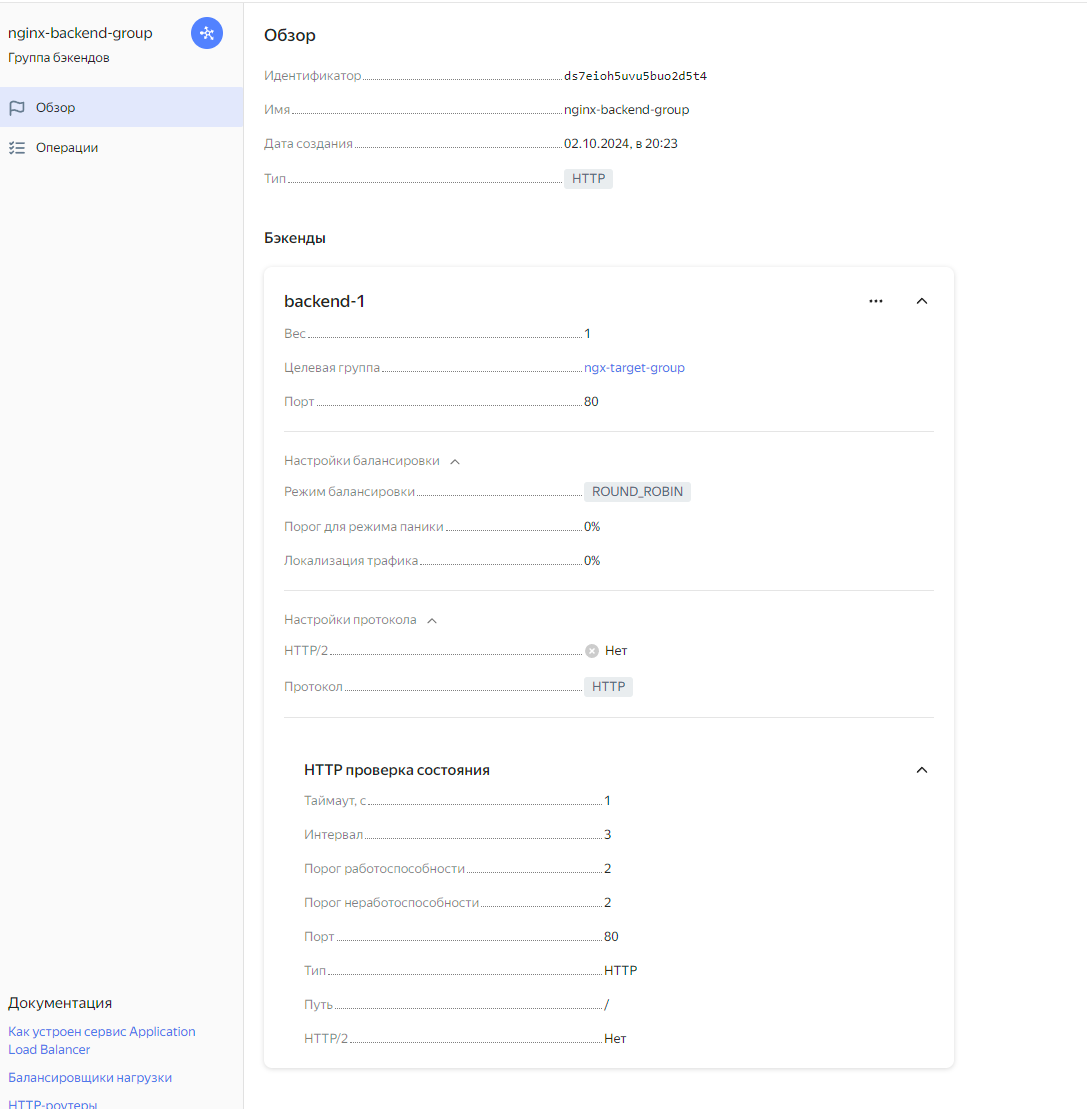 nginx-backend-group
Группа бэкендов
Обзор
Операции
Документация
Как устроен сервис Application
Load Balancer
Балансировщики нагрузки
HTTP-роутеры
Обзор
Идентификатор ds7eioh5uvu5buo2d5t4
Имя nginx-backend-group
Дата создания 02.10.2024, в 20:23
Тип HTTP
Бэкенды
backend-1
Вес 1
Целевая группа ngx-target-group
Порт 80
Настройки балансировки
Режим балансировки ROUND_ROBIN
Порог для режима паники 0%
Локализация трафика 0%
Настройки протокола
HTTP/2 Нет
Протокол HTTP
HTTP проверка состояния
Таймаут, с 1
Интервал 3
Порог работоспособности 2
Порог неработоспособности 2
Порт 80
Тип HTTP
Путь /
HTTP/2 Нет